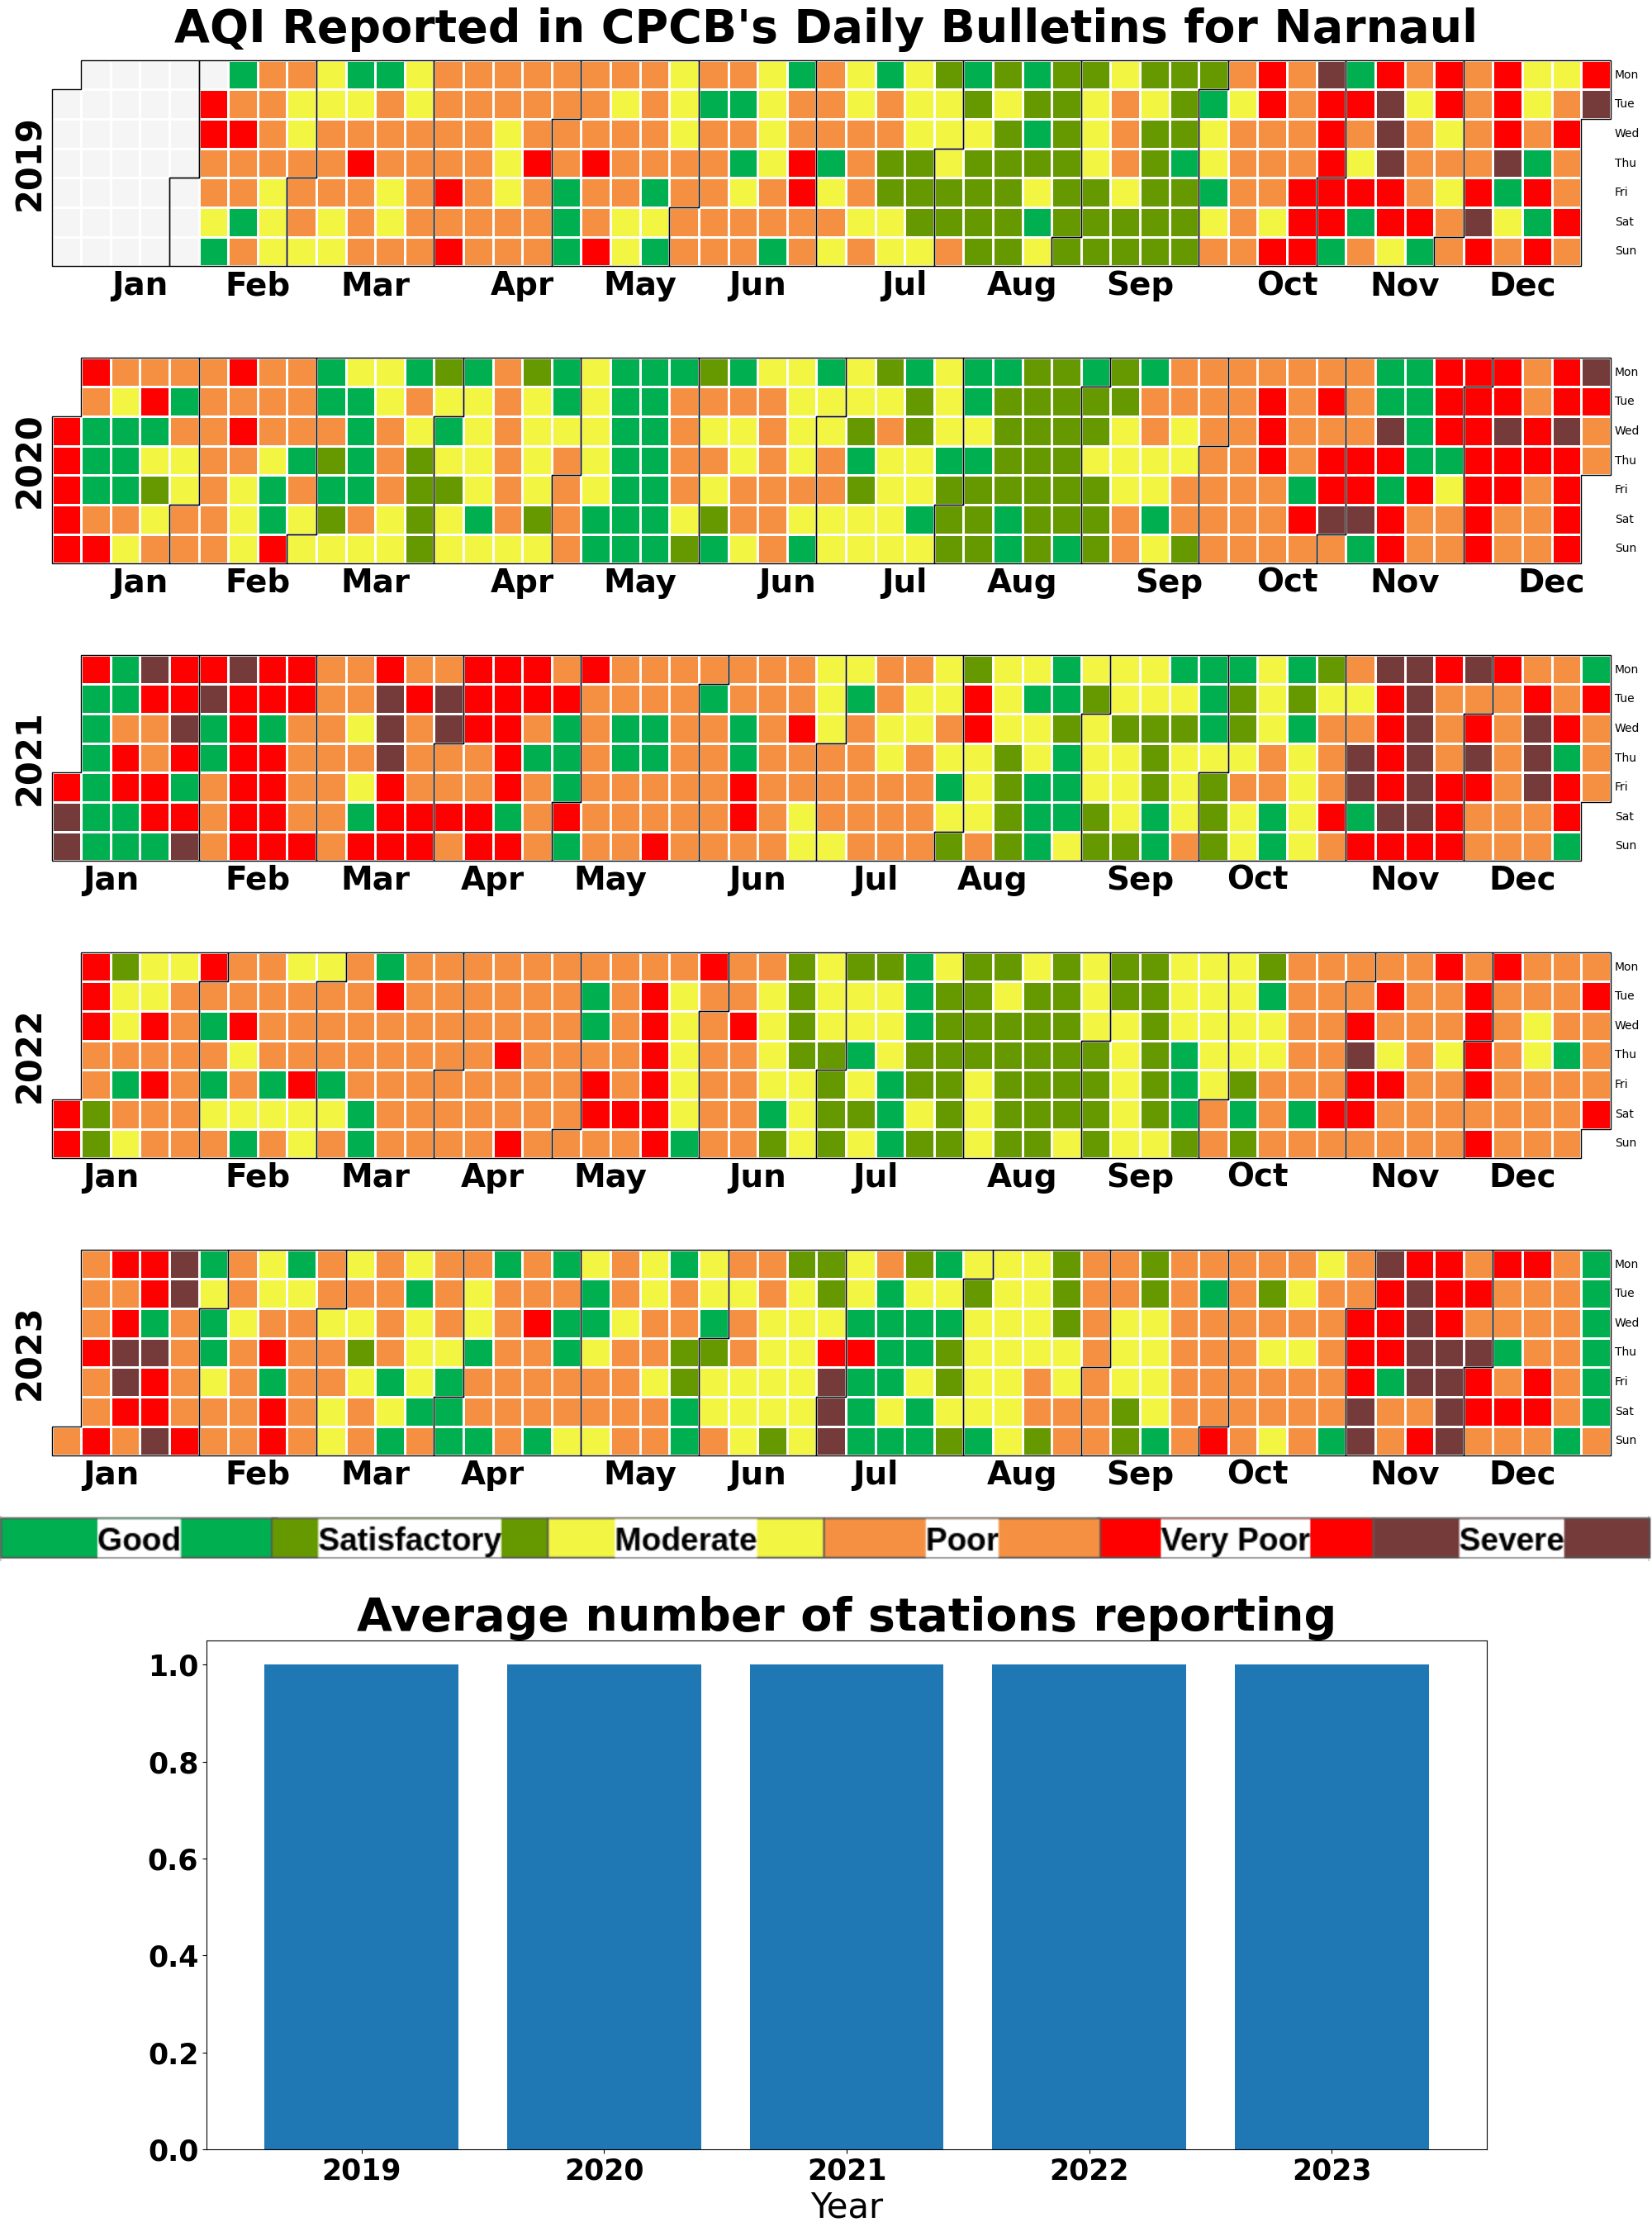 AQI Reported in CPCB's Daily Bulletins for Narnaul
2019
Mon
Tue
Wed
Thu
Fri
Sat
Sun
Jan Feb Mar Apr May Jun Jul Aug Sep Oct Nov Dec
2020
Mon
Tue
Wed
Thu
Fri
Sat
Sun
Jan Feb Mar Apr May Jun Jul Aug Sep Oct Nov Dec
2021
Mon
Tue
Wed
Thu
Fri
Sat
Sun
Jan Feb Mar Apr May Jun Jul Aug Sep Oct Nov Dec
2022
Mon
Tue
Wed
Thu
Fri
Sat
Sun
Jan Feb Mar Apr May Jun Jul Aug Sep Oct Nov Dec
2023
Mon
Tue
Wed
Thu
Fri
Sat
Sun
Jan Feb Mar Apr May Jun Jul Aug Sep Oct Nov Dec
Good Satisfactory Moderate Poor Very Poor Severe
Average number of stations reporting
1.0
0.8
0.6
0.4
0.2
0.0
2019 2020 2021 2022 2023
Year